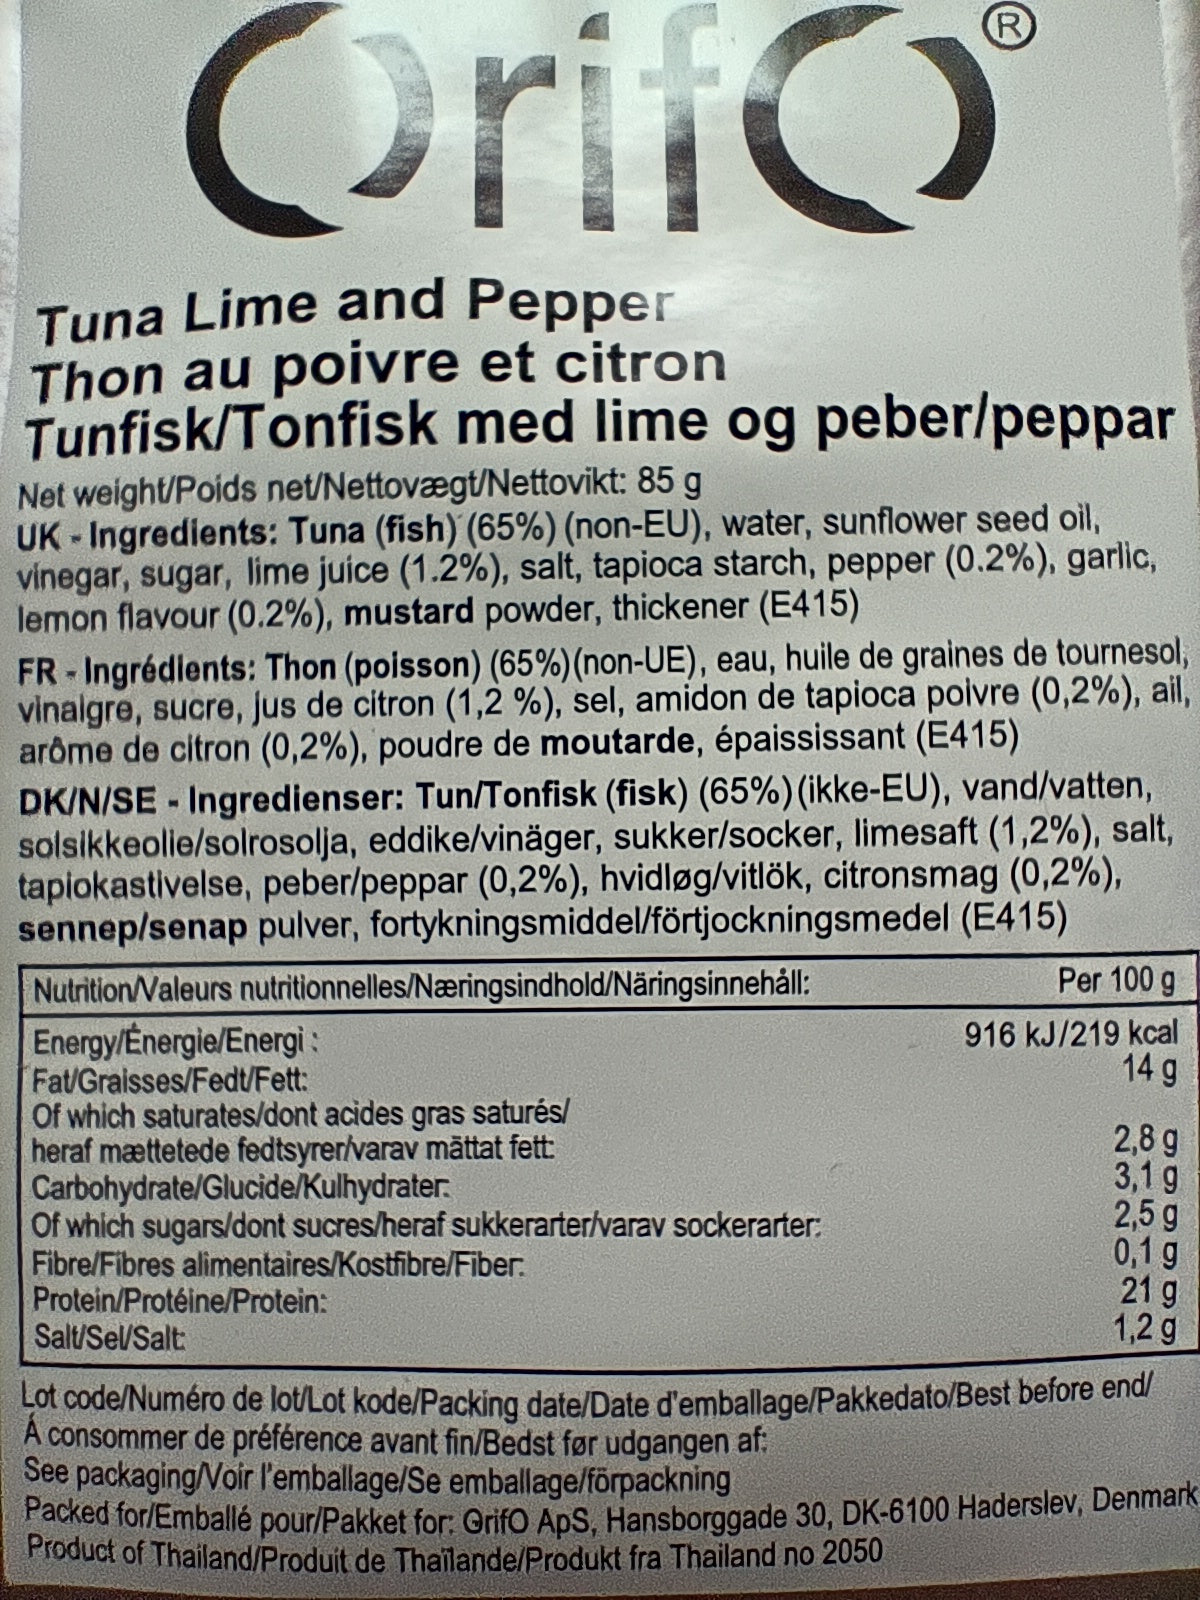 OrifO®
Tuna Lime and Pepper
Thon au poivre et citron
Tunfisk/Tonfisk med lime og peber/peppar
Net weight/Poids net/Nettovægt/Nettovikt: 85 g
UK - Ingredients: Tuna (fish) (65%) (non-EU), water, sunflower seed oil,
vinegar, sugar, lime juice (1.2%), salt, tapioca starch, pepper (0.2%), garlic,
lemon flavour (0.2%), mustard powder, thickener (E415)
FR - Ingrédients: Thon (poisson) (65%)(non-UE), eau, huile de graines de tournesol,
vinaigre, sucre, jus de citron (1,2 %), sel, amidon de tapioca poivre (0,2%), ail,
arôme de citron (0,2%), poudre de moutarde, épaississant (E415)
DK/N/SE - Ingredienser: Tun/Tonfisk (fisk) (65%)(ikke-EU), vand/vatten,
solsikkeolie/solrosolja, eddike/vinäger, sukker/socker, limesaft (1,2%), salt,
tapiokastivelse, peber/peppar (0,2%), hvidløg/vitlök, citronsmag (0,2%),
sennep/senap pulver, fortykningsmiddel/förtjockningsmedel (E415)
Nutrition/Valeurs nutritionnelles/Næringsindhold/Näringsinnehåll: Per 100 g
Energy/Énergie/Energi : 916 kJ/219 kcal
Fat/Graisses/Fedt/Fett: 14 g
Of which saturates/dont acides gras saturés/
heraf mættetede fedtsyrer/varav mättat fett: 2,8 g
Carbohydrate/Glucide/Kulhydrater: 3,1 g
Of which sugars/dont sucres/heraf sukkerarter/varav sockerarter: 2,5 g
Fibre/Fibres alimentaires/Kostfibre/Fiber: 0,1 g
Protein/Protéine/Protein: 21 g
Salt/Sel/Salt: 1,2 g
Lot code/Numéro de lot/Lot kode/Packing date/Date d'emballage/Pakkedato/Best before end/
Á consommer de préférence avant fin/Bedst før udgangen af:
See packaging/Voir l'emballage/Se emballage/förpackning
Packed for/Emballé pour/Pakket for: OrifO ApS, Hansborggade 30, DK-6100 Haderslev, Denmark
Product of Thailand/Produit de Thaïlande/Produkt fra Thailand no 2050